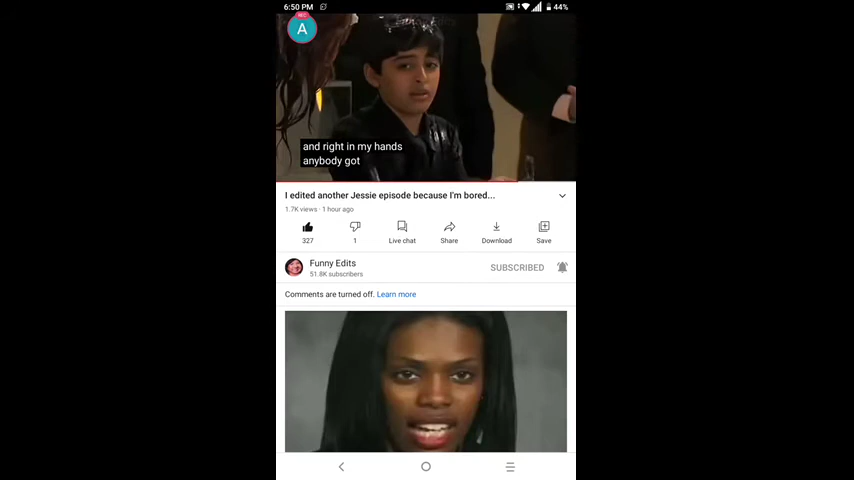 6:50 PM
44%
REC
A
and right in my hands
anybody got
I edited another Jessie episode because I'm bored...
1.7K views · 1 hour ago
327
1
Live chat
Share
Download
Save
Funny Edits
51.8K subscribers
SUBSCRIBED
Comments are turned off. Learn more